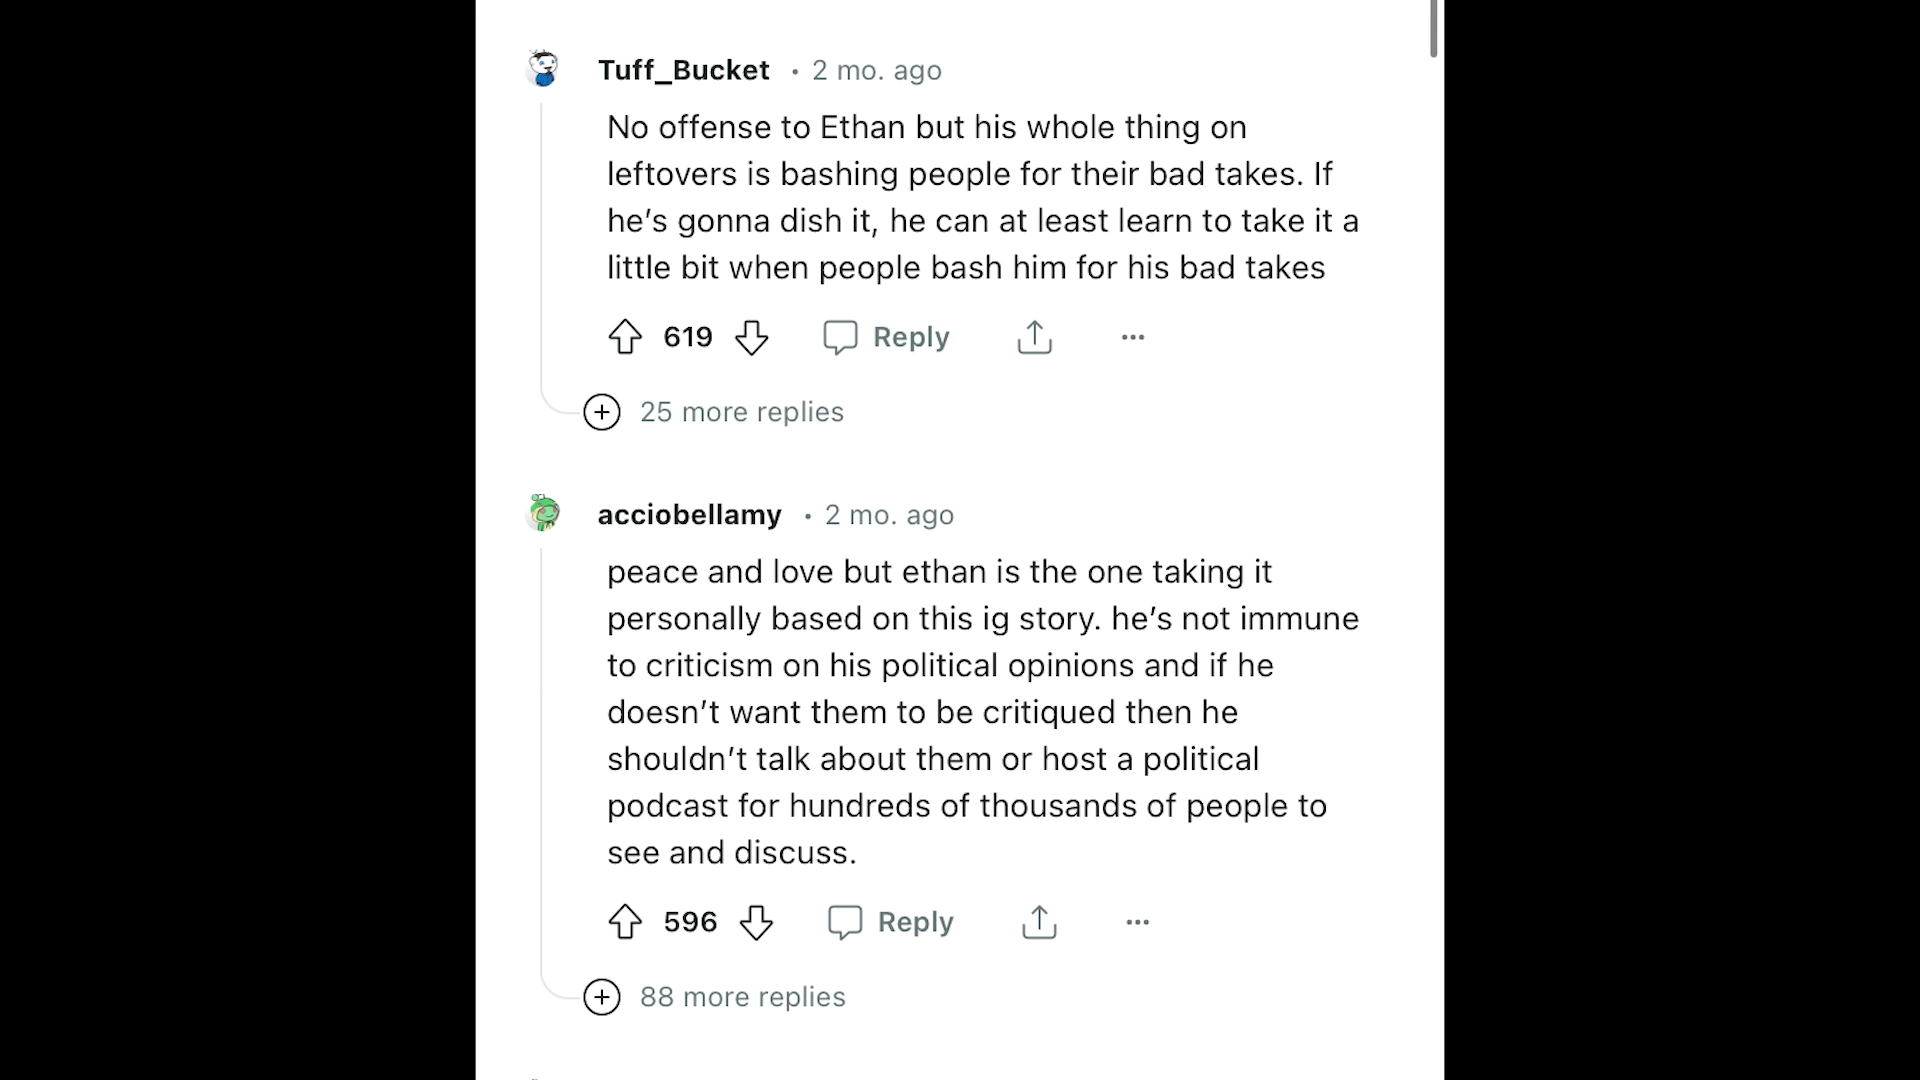 Tuff_Bucket • 2 mo. ago
No offense to Ethan but his whole thing on
leftovers is bashing people for their bad takes. If
he’s gonna dish it, he can at least learn to take it a
little bit when people bash him for his bad takes
619 Reply ...
25 more replies
acciobellamy • 2 mo. ago
peace and love but ethan is the one taking it
personally based on this ig story. he’s not immune
to criticism on his political opinions and if he
doesn’t want them to be critiqued then he
shouldn’t talk about them or host a political
podcast for hundreds of thousands of people to
see and discuss.
596 Reply ...
88 more replies